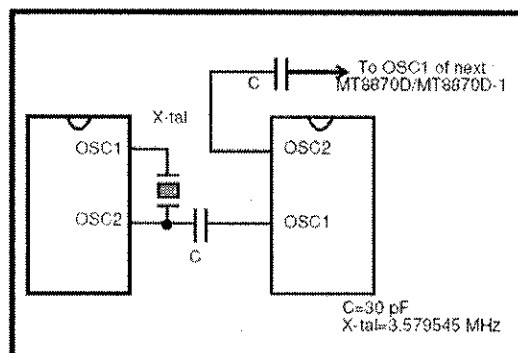 To OSC1 of next
MT8870D/MT8870D-1
C
X-tal
OSC1
OSC2
OSC2
OSC1
C
C=30 pF
X-tal=3.579545 MHz